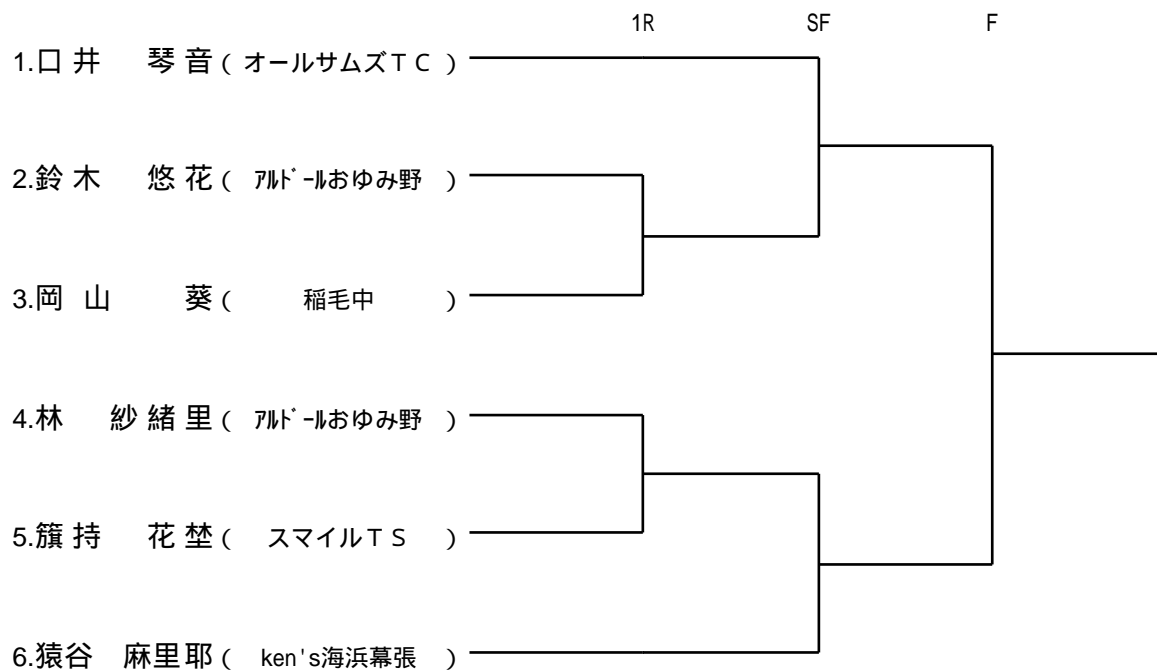 1R SF F
1.口井 琴音(オールサムズTC)
2.鈴木 悠花(ｱﾙﾄﾞｰﾙおゆみ野)
3.岡山 葵(稲毛中)
4.林 紗緒里(ｱﾙﾄﾞｰﾙおゆみ野)
5.籏持 花埜(スマイルTS)
6.猿谷 麻里耶(ken's海浜幕張)